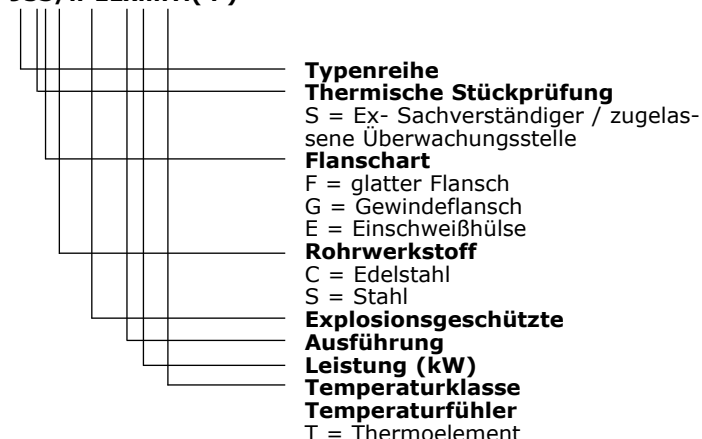 Typenreihe
Thermische Stückprüfung
S = Ex- Sachverständiger / zugelas-
sene Überwachungsstelle
Flanschart
F = glatter Flansch
G = Gewindeflansch
E = Einschweißhülse
Rohrwerkstoff
C = Edelstahl
S = Stahl
Explosionsgeschützte
Ausführung
Leistung (kW)
Temperaturklasse
Temperaturfühler
T = Thermoelement